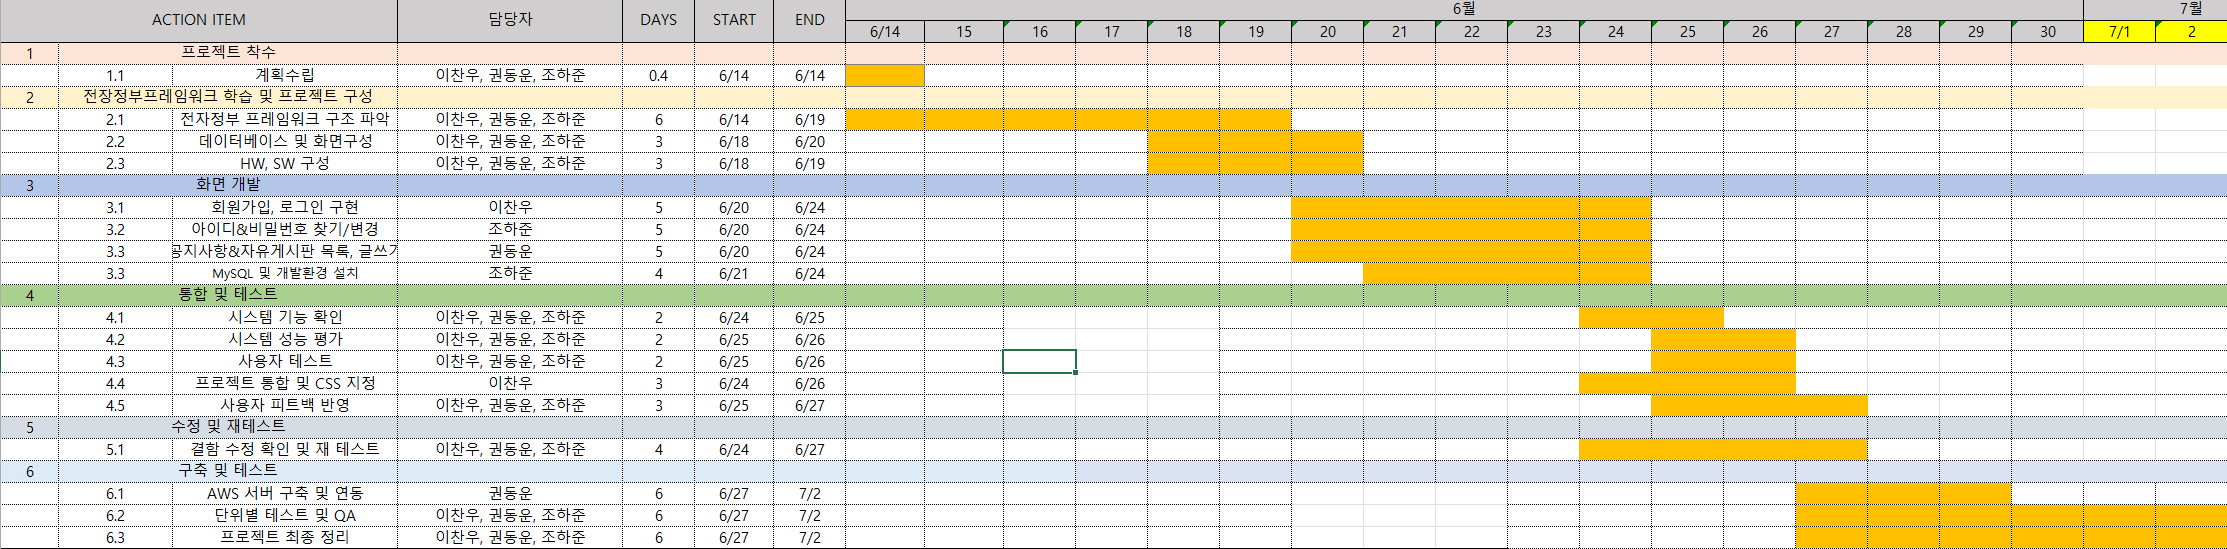 ACTION ITEM 담당자 DAYS START END 6월 7월
6/14 15 16 17 18 19 20 21 22 23 24 25 26 27 28 29 30 7/1 2
1 프로젝트 착수
1.1 계획수립 이찬우, 권동운, 조하준 0.4 6/14 6/14
2 전장정부프레임워크 학습 및 프로젝트 구성
2.1 전자정부 프레임워크 구조 파악 이찬우, 권동운, 조하준 6 6/14 6/19
2.2 데이터베이스 및 화면구성 이찬우, 권동운, 조하준 3 6/18 6/20
2.3 HW, SW 구성 이찬우, 권동운, 조하준 3 6/18 6/19
3 화면 개발
3.1 회원가입, 로그인 구현 이찬우 5 6/20 6/24
3.2 아이디&비밀번호 찾기/변경 조하준 5 6/20 6/24
3.3 공지사항&자유게시판 목록, 글쓰기 권동운 5 6/20 6/24
3.3 MySQL 및 개발환경 설치 조하준 4 6/21 6/24
4 통합 및 테스트
4.1 시스템 기능 확인 이찬우, 권동운, 조하준 2 6/24 6/25
4.2 시스템 성능 평가 이찬우, 권동운, 조하준 2 6/25 6/26
4.3 사용자 테스트 이찬우, 권동운, 조하준 2 6/25 6/26
4.4 프로젝트 통합 및 CSS 지정 이찬우 3 6/24 6/26
4.5 사용자 피트백 반영 이찬우, 권동운, 조하준 3 6/25 6/27
5 수정 및 재테스트
5.1 결함 수정 확인 및 재 테스트 이찬우, 권동운, 조하준 4 6/24 6/27
6 구축 및 테스트
6.1 AWS 서버 구축 및 연동 권동운 6 6/27 7/2
6.2 단위별 테스트 및 QA 이찬우, 권동운, 조하준 6 6/27 7/2
6.3 프로젝트 최종 정리 이찬우, 권동운, 조하준 6 6/27 7/2